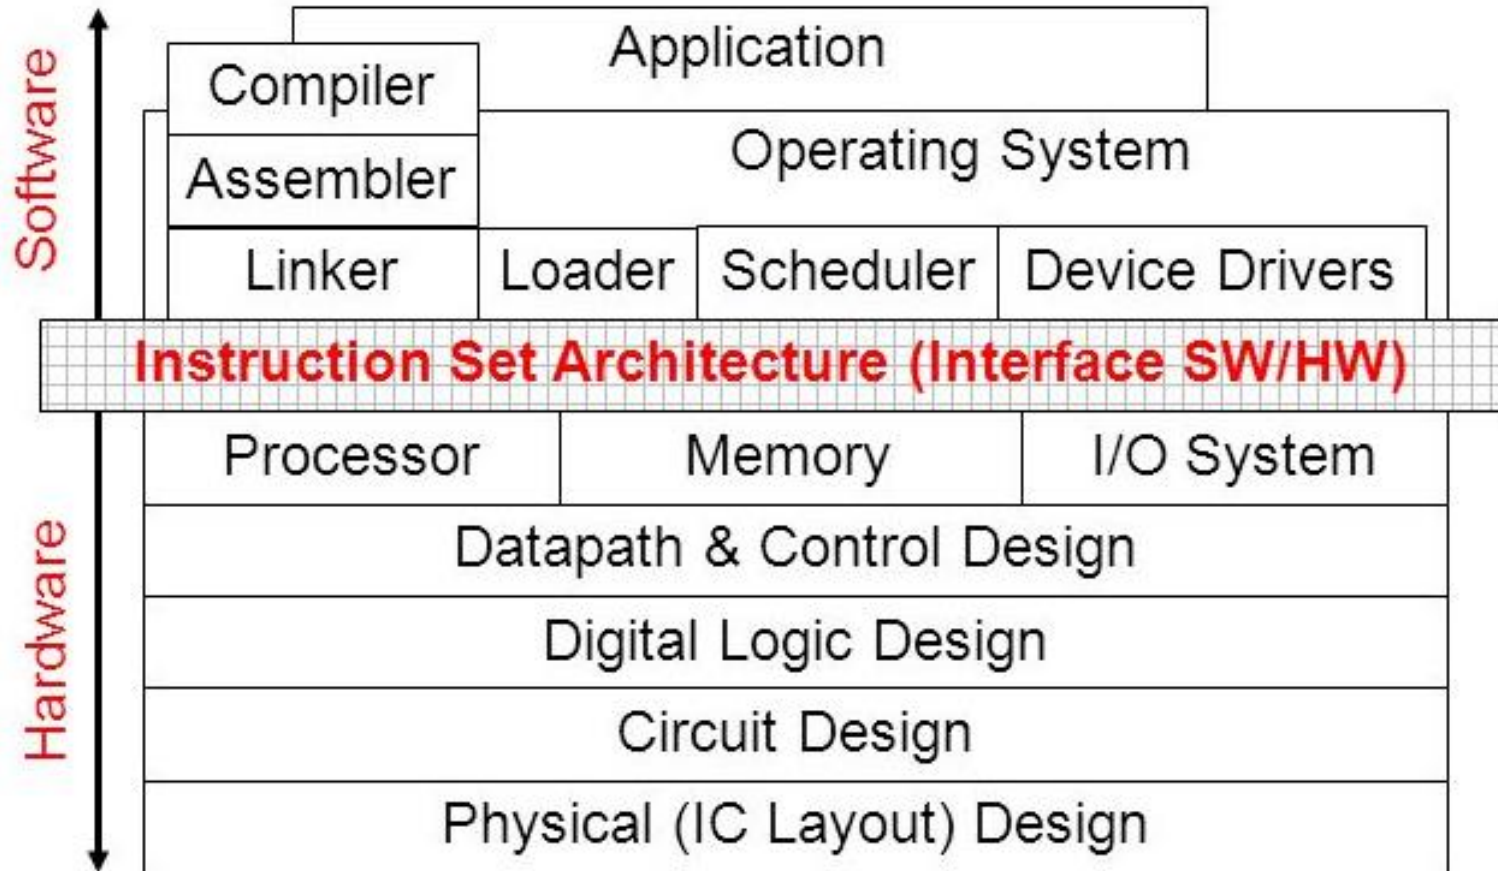 Software
Application
Compiler
Operating System
Assembler
Linker
Loader
Scheduler
Device Drivers
Instruction Set Architecture (Interface SW/HW)
Hardware
Processor
Memory
I/O System
Datapath & Control Design
Digital Logic Design
Circuit Design
Physical (IC Layout) Design